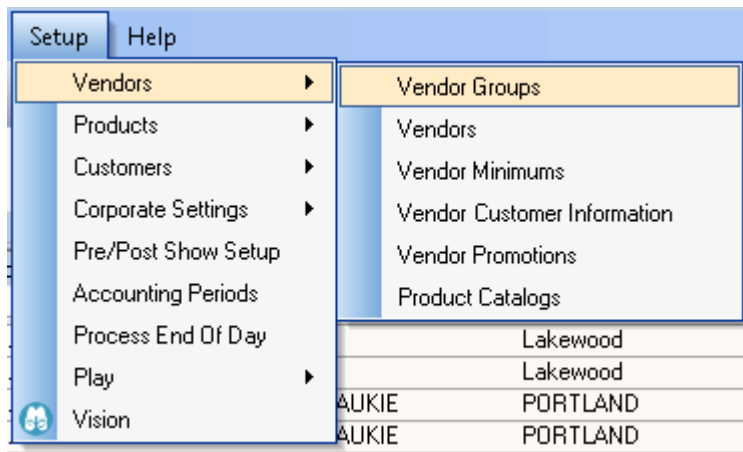 Setup Help
Vendors
Products
Customers
Corporate Settings
Pre/Post Show Setup
Accounting Periods
Process End Of Day
Play
Vision
Vendor Groups
Vendors
Vendor Minimums
Vendor Customer Information
Vendor Promotions
Product Catalogs
Lakewood
Lakewood
AUKIE PORTLAND
AUKIE PORTLAND